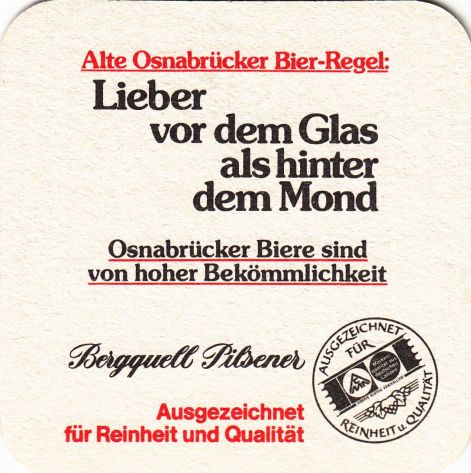 Alte Osnabrücker Bier-Regel:
Lieber
vor dem Glas
als hinter
dem Mond
Osnabrücker Biere sind
von hoher Bekömmlichkeit
Bergquell Pilsener
Ausgezeichnet
für Reinheit und Qualität
AUSGEZEICHNET
FÜR
REINHEIT u. QUALITÄT